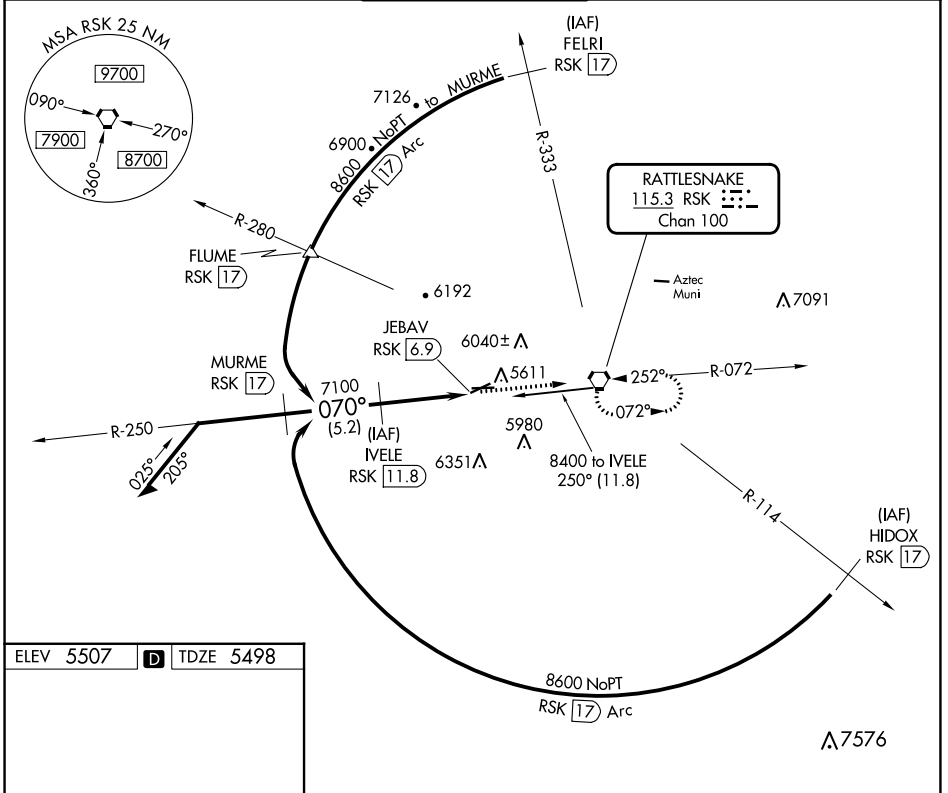 MSA RSK 25 NM
9700
090°
270°
7900
8700
360°
(IAF)
FELRI
RSK 17
7126
6900
8600 NoPT to MURME
RSK 17 Arc
R-333
RATTLESNAKE
115.3 RSK
Chan 100
R-280
FLUME
RSK 17
6192
Aztec
Muni
7091
JEBAV
RSK 6.9
6040±
5611
MURME
RSK 17
7100
070°
(5.2)
252°
R-072
072°
R-250
(IAF)
IVELE
RSK 11.8
5980
6351
8400 to IVELE
250° (11.8)
025°
205°
R-114
(IAF)
HIDOX
RSK 17
ELEV 5507 D TDZE 5498
8600 NoPT
RSK 17 Arc
7576